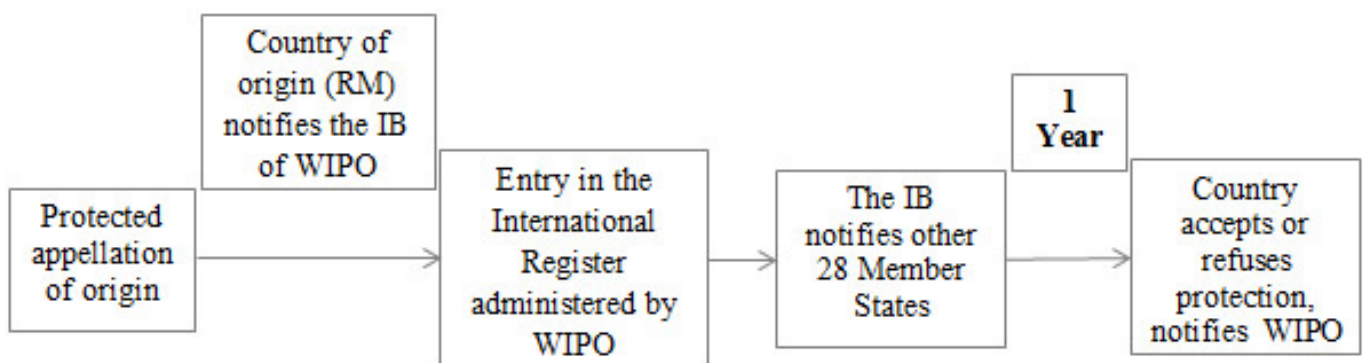 Protected
appellation
of origin
Country of
origin (RM)
notifies the IB
of WIPO
Entry in the
International
Register
administered by
WIPO
The IB
notifies other
28 Member
States
1
Year
Country
accepts or
refuses
protection,
notifies WIPO